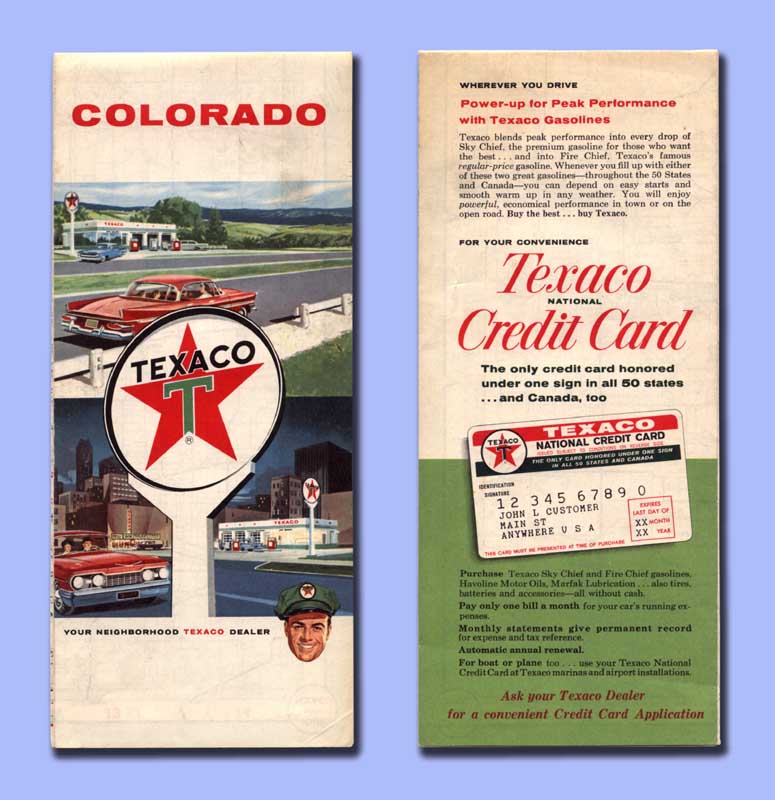 COLORADO
TEXACO
TEXACO
T
®
TEXACO
YOUR NEIGHBORHOOD TEXACO DEALER
WHEREVER YOU DRIVE
Power-up for Peak Performance
with Texaco Gasolines
Texaco blends peak performance into every drop of
Sky Chief, the premium gasoline for those who want
the best . . . and into Fire Chief, Texaco's famous
regular-price gasoline. Whenever you fill up with either
of these two great gasolines—throughout the 50 States
and Canada—you can depend on easy starts and
smooth warm up in any weather. You will enjoy
powerful, economical performance in town or on the
open road. Buy the best . . . buy Texaco.
FOR YOUR CONVENIENCE
Texaco
NATIONAL
Credit Card
The only credit card honored
under one sign in all 50 states
. . . and Canada, too
TEXACO
TEXACO
T
NATIONAL CREDIT CARD
ISSUED SUBJECT TO CONDITIONS ON REVERSE SIDE
THE ONLY CARD HONORED UNDER ONE SIGN
IN ALL 50 STATES AND CANADA
IDENTIFICATION
SIGNATURE
12 345 6789 0
JOHN L CUSTOMER
MAIN ST
ANYWHERE U S A
EXPIRES
LAST DAY OF
XX MONTH
XX YEAR
THIS CARD MUST BE PRESENTED AT TIME OF PURCHASE
Purchase Texaco Sky Chief and Fire Chief gasolines,
Havoline Motor Oils, Marfak Lubrication . . . also tires,
batteries and accessories—all without cash.
Pay only one bill a month for your car's running ex-
penses.
Monthly statements give permanent record
for expense and tax reference.
Automatic annual renewal.
For boat or plane too . . . use your Texaco National
Credit Card at Texaco marinas and airport installations.
Ask your Texaco Dealer
for a convenient Credit Card Application